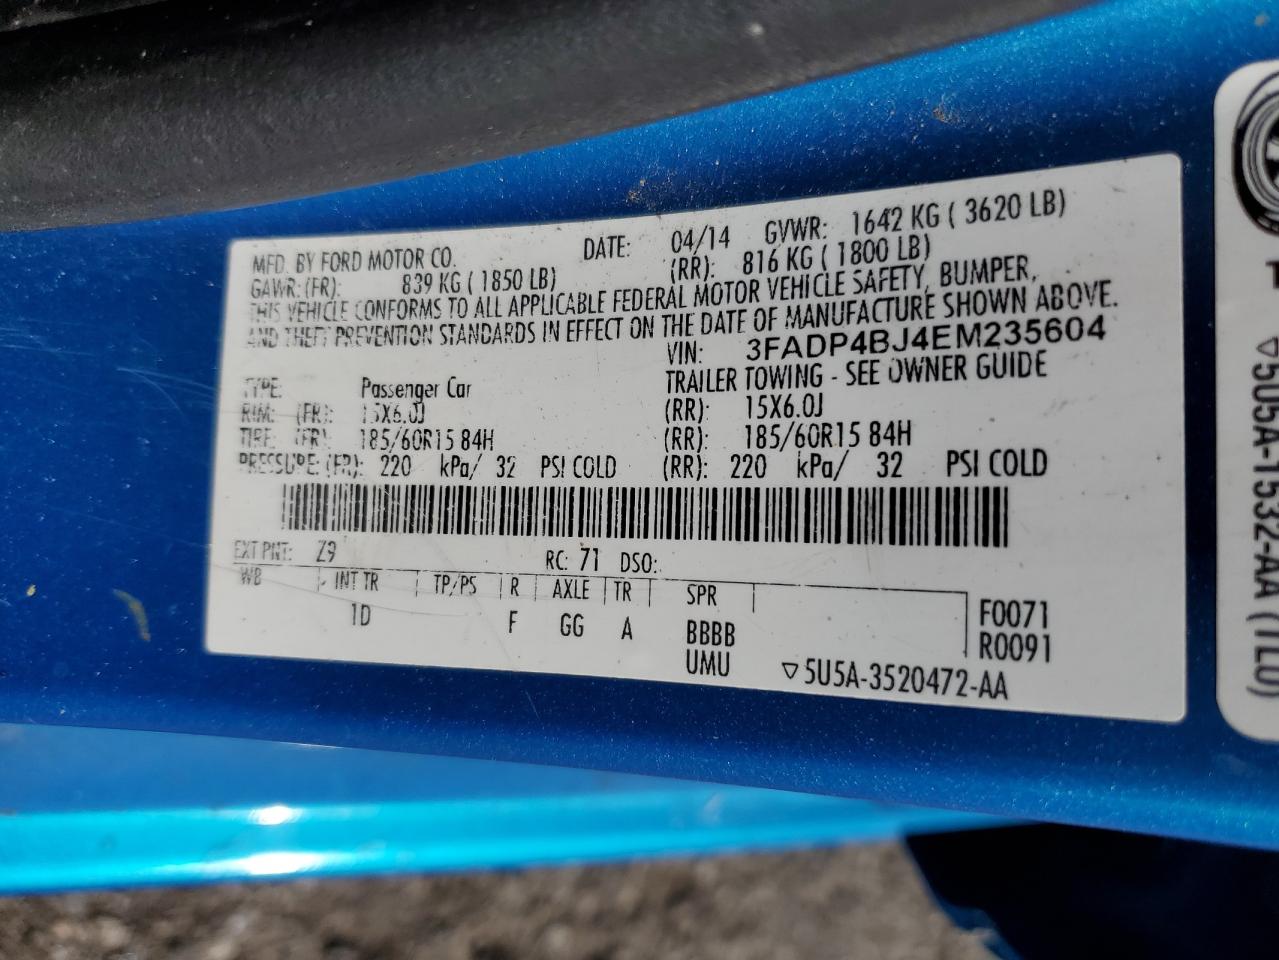 MFD. BY FORD MOTOR CO. DATE: 04/14 GVWR: 1642 KG ( 3620 LB)
GAWR: (FR): 839 KG ( 1850 LB) (RR): 816 KG ( 1800 LB)
THIS VEHICLE CONFORMS TO ALL APPLICABLE FEDERAL MOTOR VEHICLE SAFETY, BUMPER,
AND THEFT PREVENTION STANDARDS IN EFFECT ON THE DATE OF MANUFACTURE SHOWN ABOVE.
VIN: 3FADP4BJ4EM235604
TYPE: Passenger Car TRAILER TOWING - SEE OWNER GUIDE
RIM: (FR): 15X6.0J (RR): 15X6.0J
TIRE: (FR): 185/60R15 84H (RR): 185/60R15 84H
PRESSURE: (FR): 220 kPa/ 32 PSI COLD (RR): 220 kPa/ 32 PSI COLD
EXT PNT: Z9 RC: 71 DSO:
WB INT TR TP/PS R AXLE TR SPR
1D F GG A BBBB F0071
UMU R0091
▽5U5A-3520472-AA
▽5U5A-1532-AA (TL0)